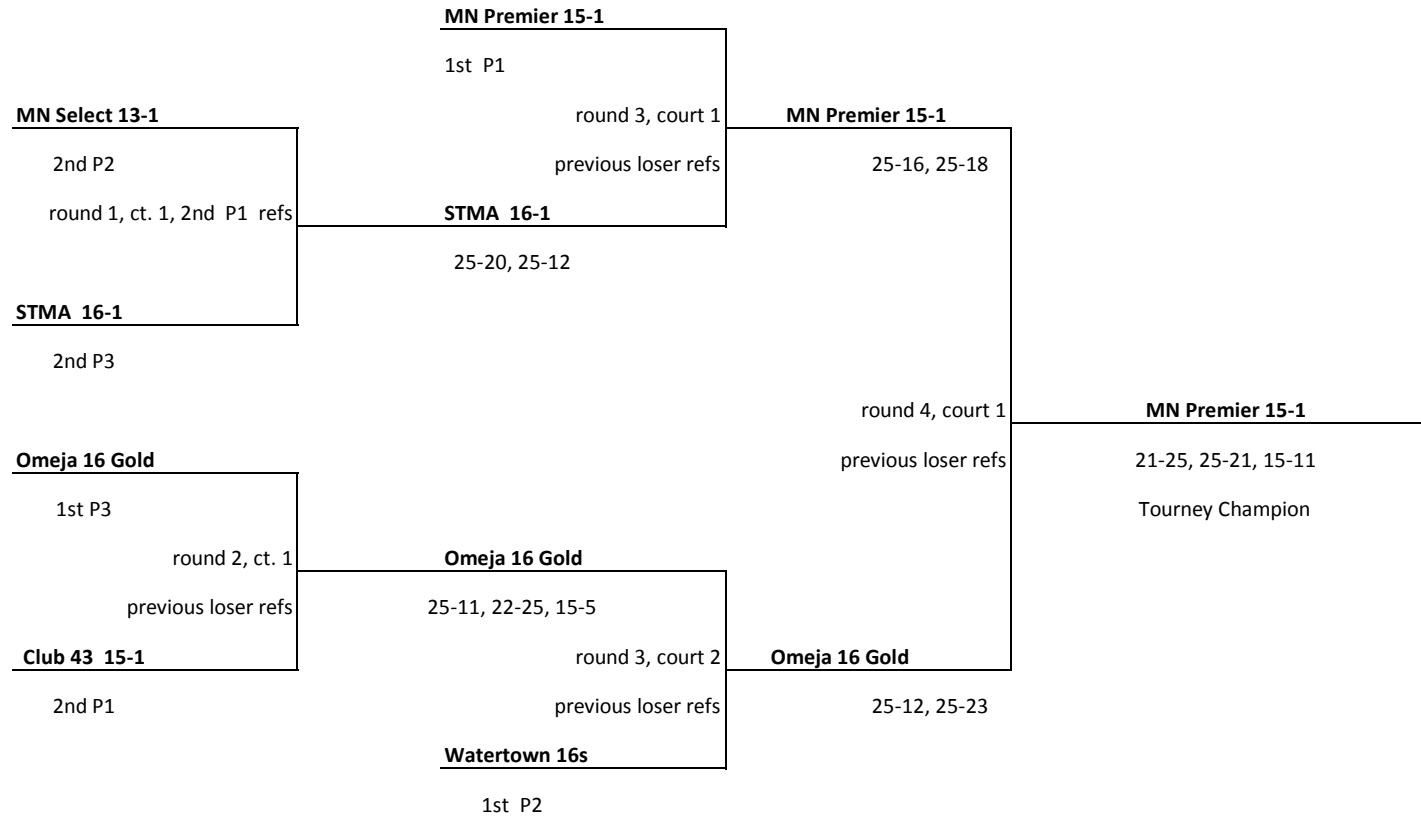 MN Premier 15-1
1st P1
MN Select 13-1
round 3, court 1
MN Premier 15-1
2nd P2
previous loser refs
25-16, 25-18
round 1, ct. 1, 2nd P1 refs
STMA 16-1
25-20, 25-12
STMA 16-1
2nd P3
round 4, court 1
MN Premier 15-1
Omeja 16 Gold
previous loser refs
21-25, 25-21, 15-11
1st P3
Tourney Champion
round 2, ct. 1
Omeja 16 Gold
previous loser refs
25-11, 22-25, 15-5
Club 43 15-1
round 3, court 2
Omeja 16 Gold
2nd P1
previous loser refs
25-12, 25-23
Watertown 16s
1st P2